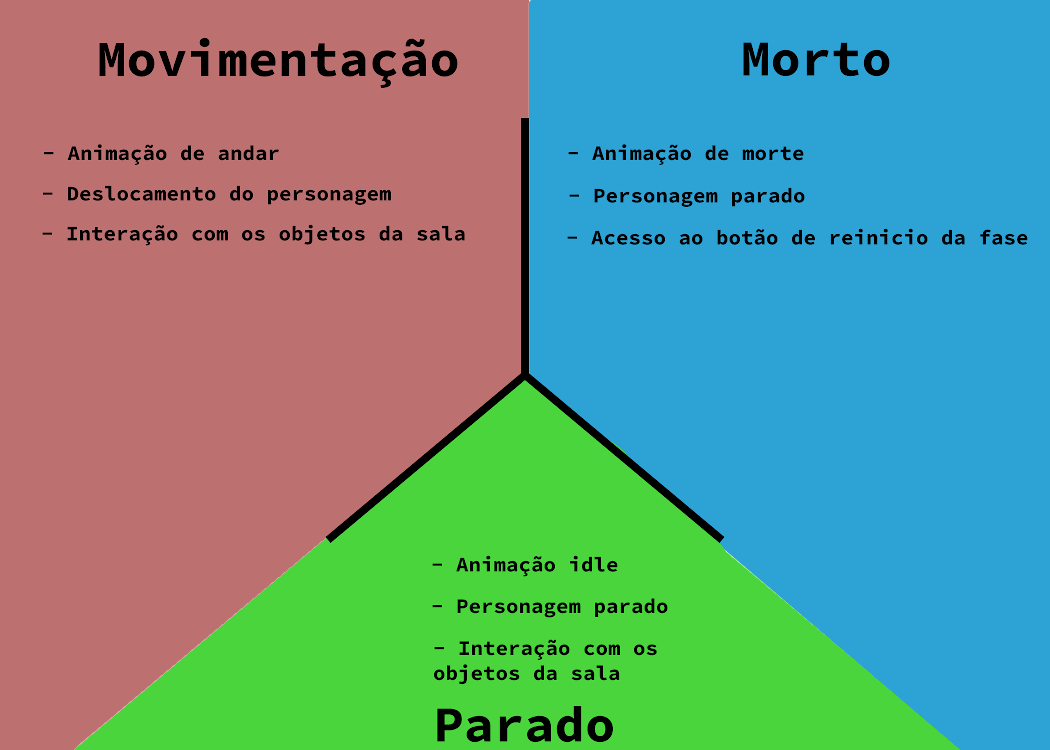 Movimentação
- Animação de andar
- Deslocamento do personagem
- Interação com os objetos da sala
Morto
- Animação de morte
- Personagem parado
- Acesso ao botão de reinicio da fase
- Animação idle
- Personagem parado
- Interação com os
objetos da sala
Parado